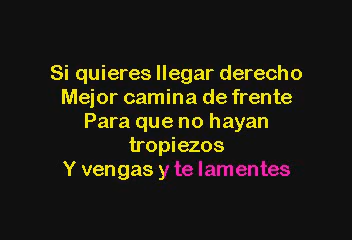 Si quieres llegar derecho
Mejor camina de frente
Para que no hayan
tropiezos
Y vengas y te lamentes